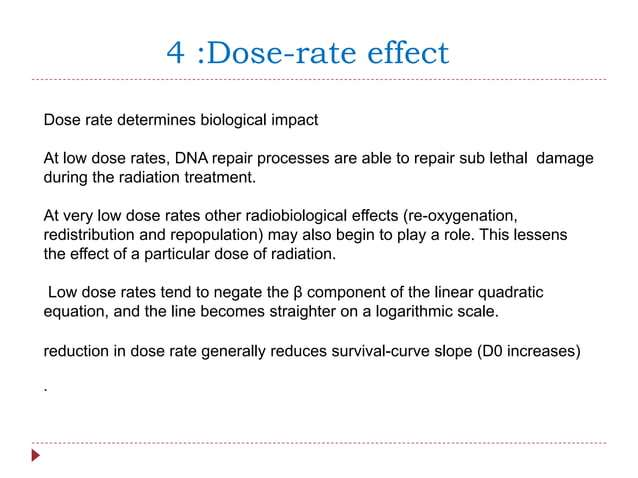 4 :Dose-rate effect
Dose rate determines biological impact
At low dose rates, DNA repair processes are able to repair sub lethal  damage
during the radiation treatment.
At very low dose rates other radiobiological effects (re-oxygenation,
redistribution and repopulation) may also begin to play a role. This lessens
the effect of a particular dose of radiation.
Low dose rates tend to negate the β component of the linear quadratic
equation, and the line becomes straighter on a logarithmic scale.
reduction in dose rate generally reduces survival-curve slope (D0 increases)
.